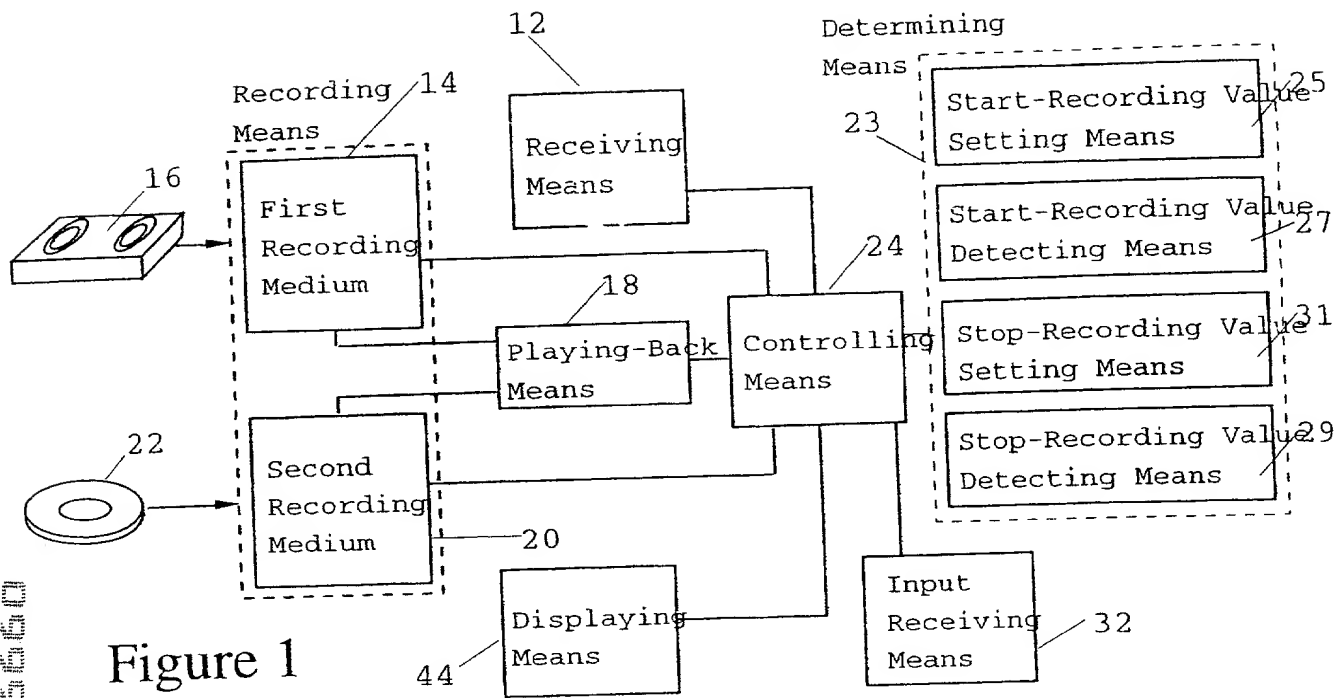 12
Determining
Means
Recording
Means
14
Receiving
Means
23
Start-Recording Value
Setting Means
25
16
First
Recording
Medium
Start-Recording Value
Detecting Means
27
24
18
Playing-Back
Means
Controlling
Means
Stop-Recording Value
Setting Means
31
22
Second
Recording
Medium
20
Stop-Recording Value
Detecting Means
29
Displaying
Means
44
Input
Receiving
Means
32
Figure 1